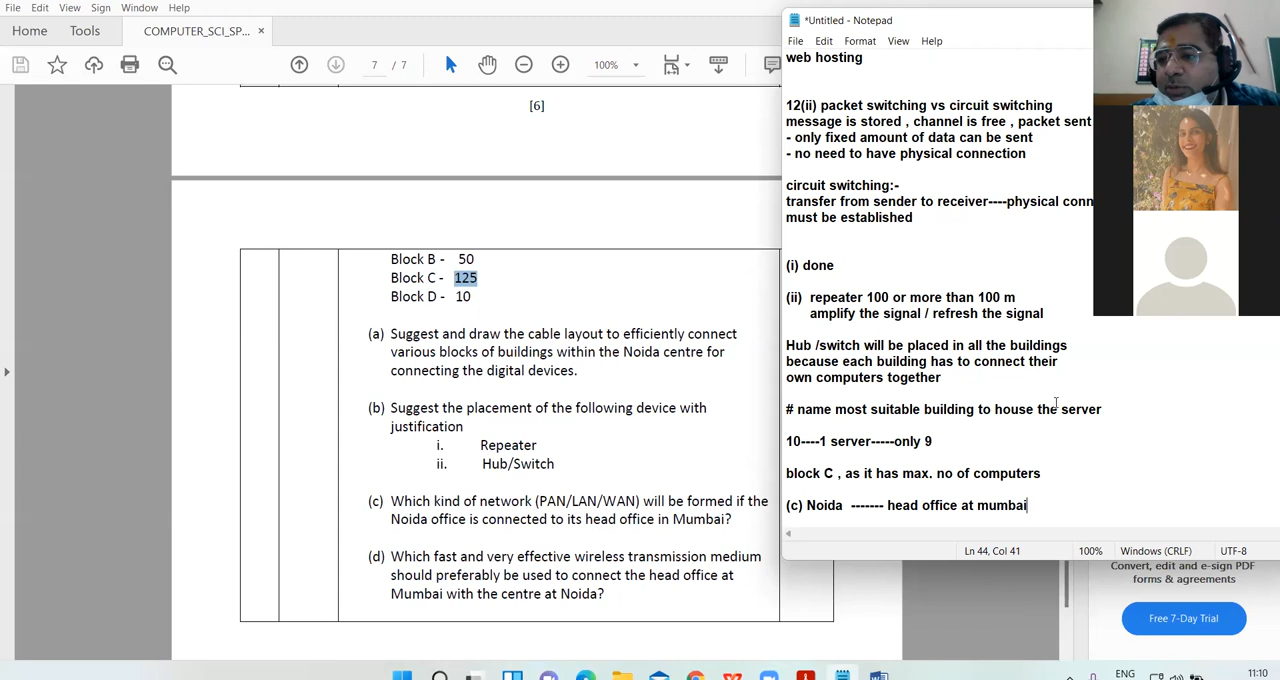 File Edit View Sign Window Help
Home Tools COMPUTER_SCI_SP... ×
7 / 7 100%
[6]
Block B - 50
Block C - 125
Block D - 10
(a) Suggest and draw the cable layout to efficiently connect
various blocks of buildings within the Noida centre for
connecting the digital devices.
(b) Suggest the placement of the following device with
justification
i. Repeater
ii. Hub/Switch
(c) Which kind of network (PAN/LAN/WAN) will be formed if the
Noida office is connected to its head office in Mumbai?
(d) Which fast and very effective wireless transmission medium
should preferably be used to connect the head office at
Mumbai with the centre at Noida?
*Untitled - Notepad
File Edit Format View Help
web hosting
12(ii) packet switching vs circuit switching
message is stored , channel is free , packet sent
- only fixed amount of data can be sent
- no need to have physical connection
circuit switching:-
transfer from sender to receiver----physical conn
must be established
(i) done
(ii) repeater 100 or more than 100 m
amplify the signal / refresh the signal
Hub /switch will be placed in all the buildings
because each building has to connect their
own computers together
# name most suitable building to house the server
10----1 server-----only 9
block C , as it has max. no of computers
(c) Noida ------- head office at mumbai
Ln 44, Col 41 100% Windows (CRLF) UTF-8
Convert, edit and e-sign PDF
forms & agreements
Free 7-Day Trial
ENG 11:10